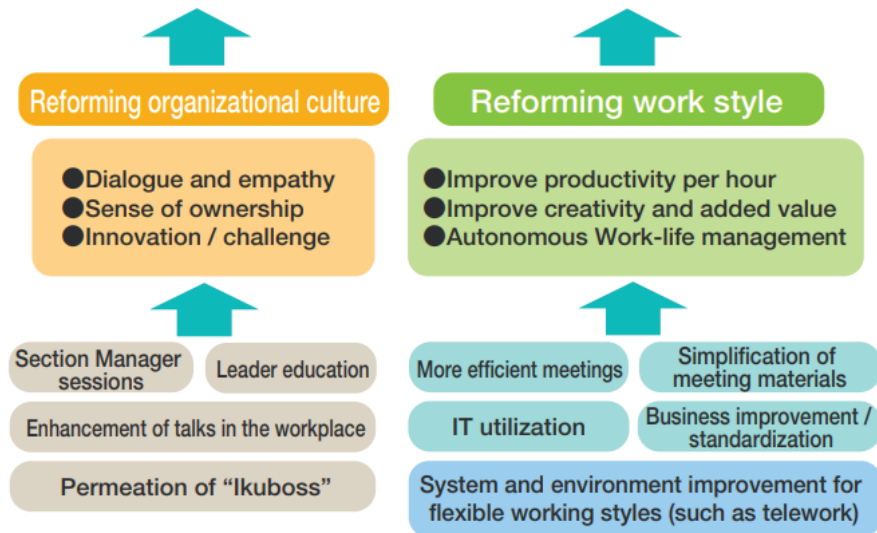 Reforming organizational culture
●Dialogue and empathy
●Sense of ownership
●Innovation / challenge
Section Manager
sessions
Leader education
Enhancement of talks in the workplace
Permeation of “Ikuboss”
Reforming work style
●Improve productivity per hour
●Improve creativity and added value
●Autonomous Work-life management
More efficient meetings
Simplification of
meeting materials
IT utilization
Business improvement /
standardization
System and environment improvement for
flexible working styles (such as telework)